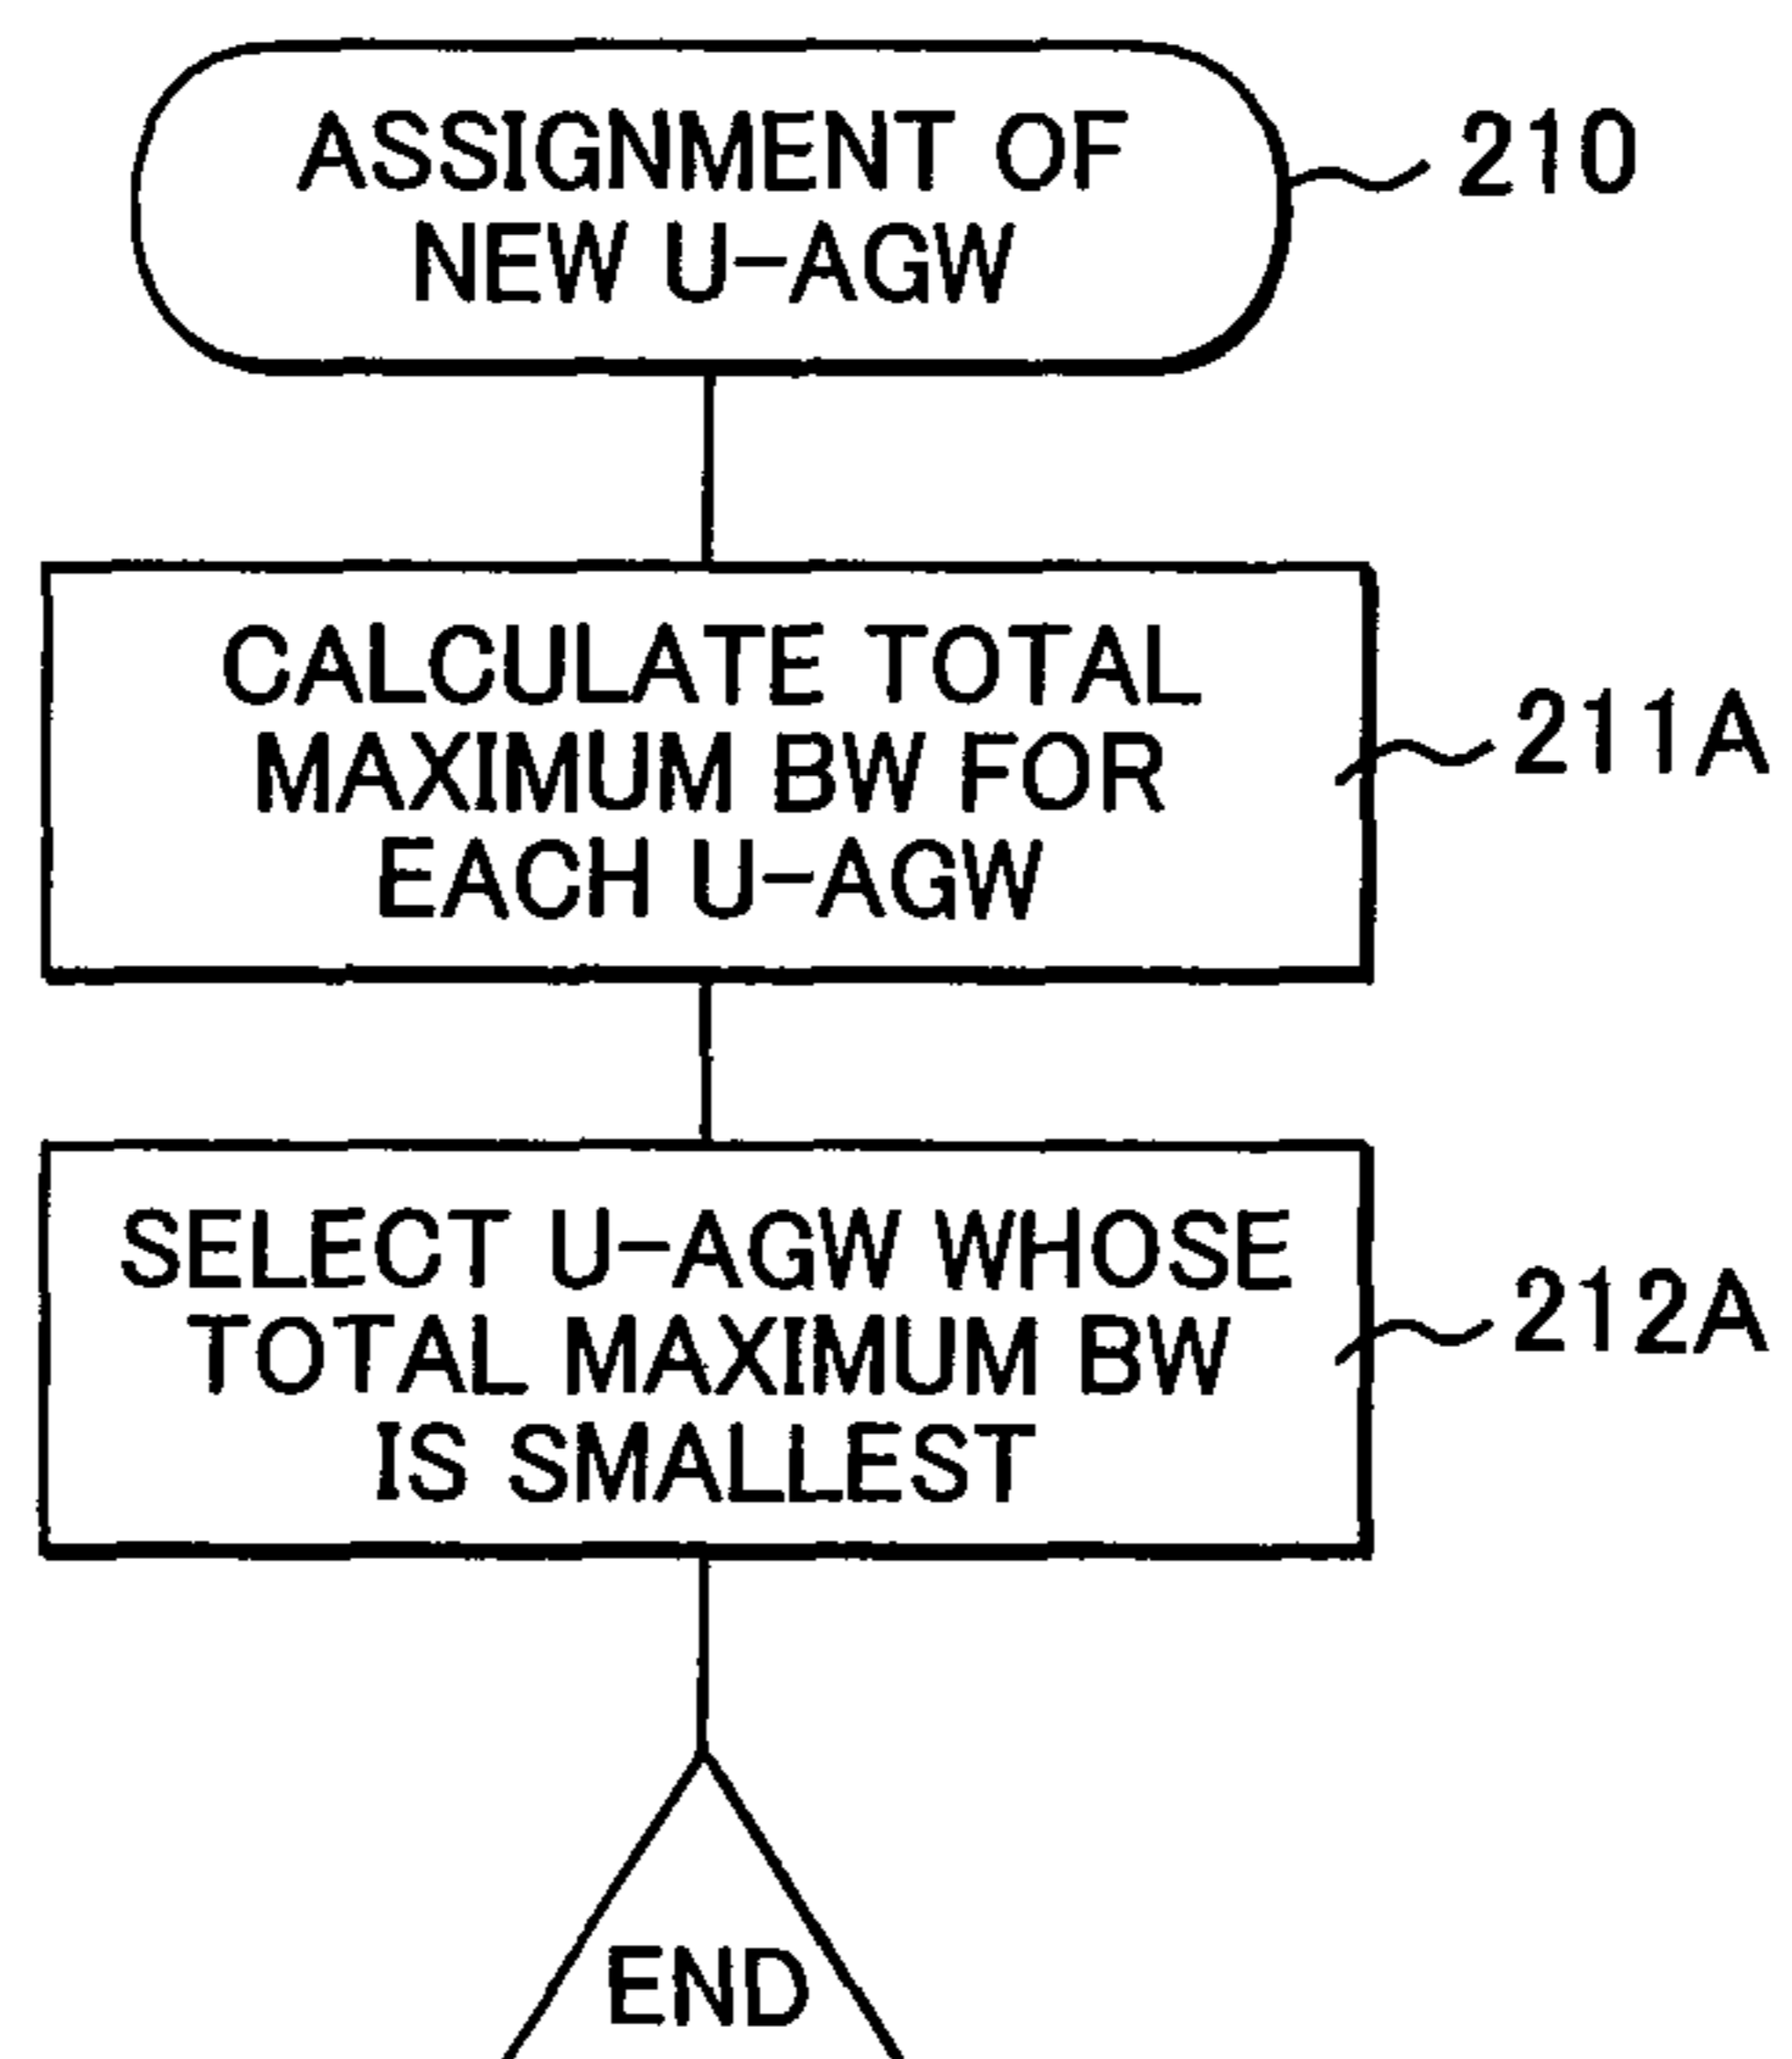 ASSIGNMENT OF
NEW U-AGW
210
CALCULATE TOTAL
MAXIMUM BW FOR
EACH U-AGW
211A
SELECT U-AGW WHOSE
TOTAL MAXIMUM BW
IS SMALLEST
212A
END